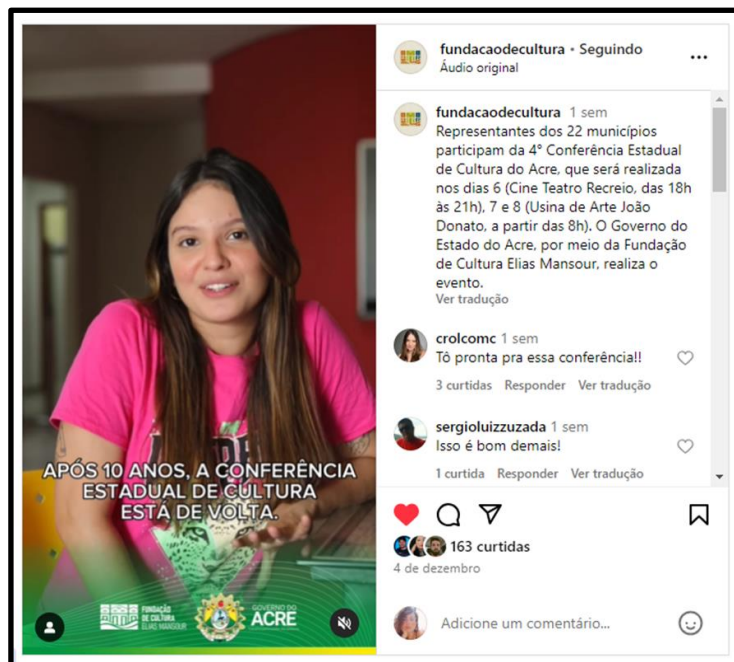 fundacaodecultura • Seguindo
Áudio original
fundacaodecultura 1 sem
Representantes dos 22 municípios
participam da 4° Conferência Estadual
de Cultura do Acre, que será realizada
nos dias 6 (Cine Teatro Recreio, das 18h
às 21h), 7 e 8 (Usina de Arte João
Donato, a partir das 8h). O Governo do
Estado do Acre, por meio da Fundação
de Cultura Elias Mansour, realiza o
evento.
Ver tradução
crolcomc 1 sem
Tô pronta pra essa conferência!!
3 curtidas Responder Ver tradução
sergioluizzuzada 1 sem
Isso é bom demais!
1 curtida Responder Ver tradução
163 curtidas
4 de dezembro
Adicione um comentário...
APÓS 10 ANOS, A CONFERÊNCIA
ESTADUAL DE CULTURA
ESTÁ DE VOLTA.
FUNDAÇÃO
DE CULTURA
ELIAS MANSOUR
GOVERNO DO
ACRE